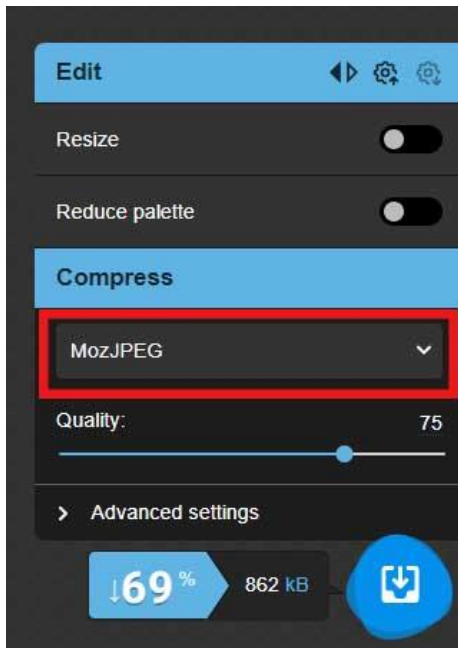 Edit
Resize
Reduce palette
Compress
MozJPEG
Quality: 75
Advanced settings
↓69 % 862 kB